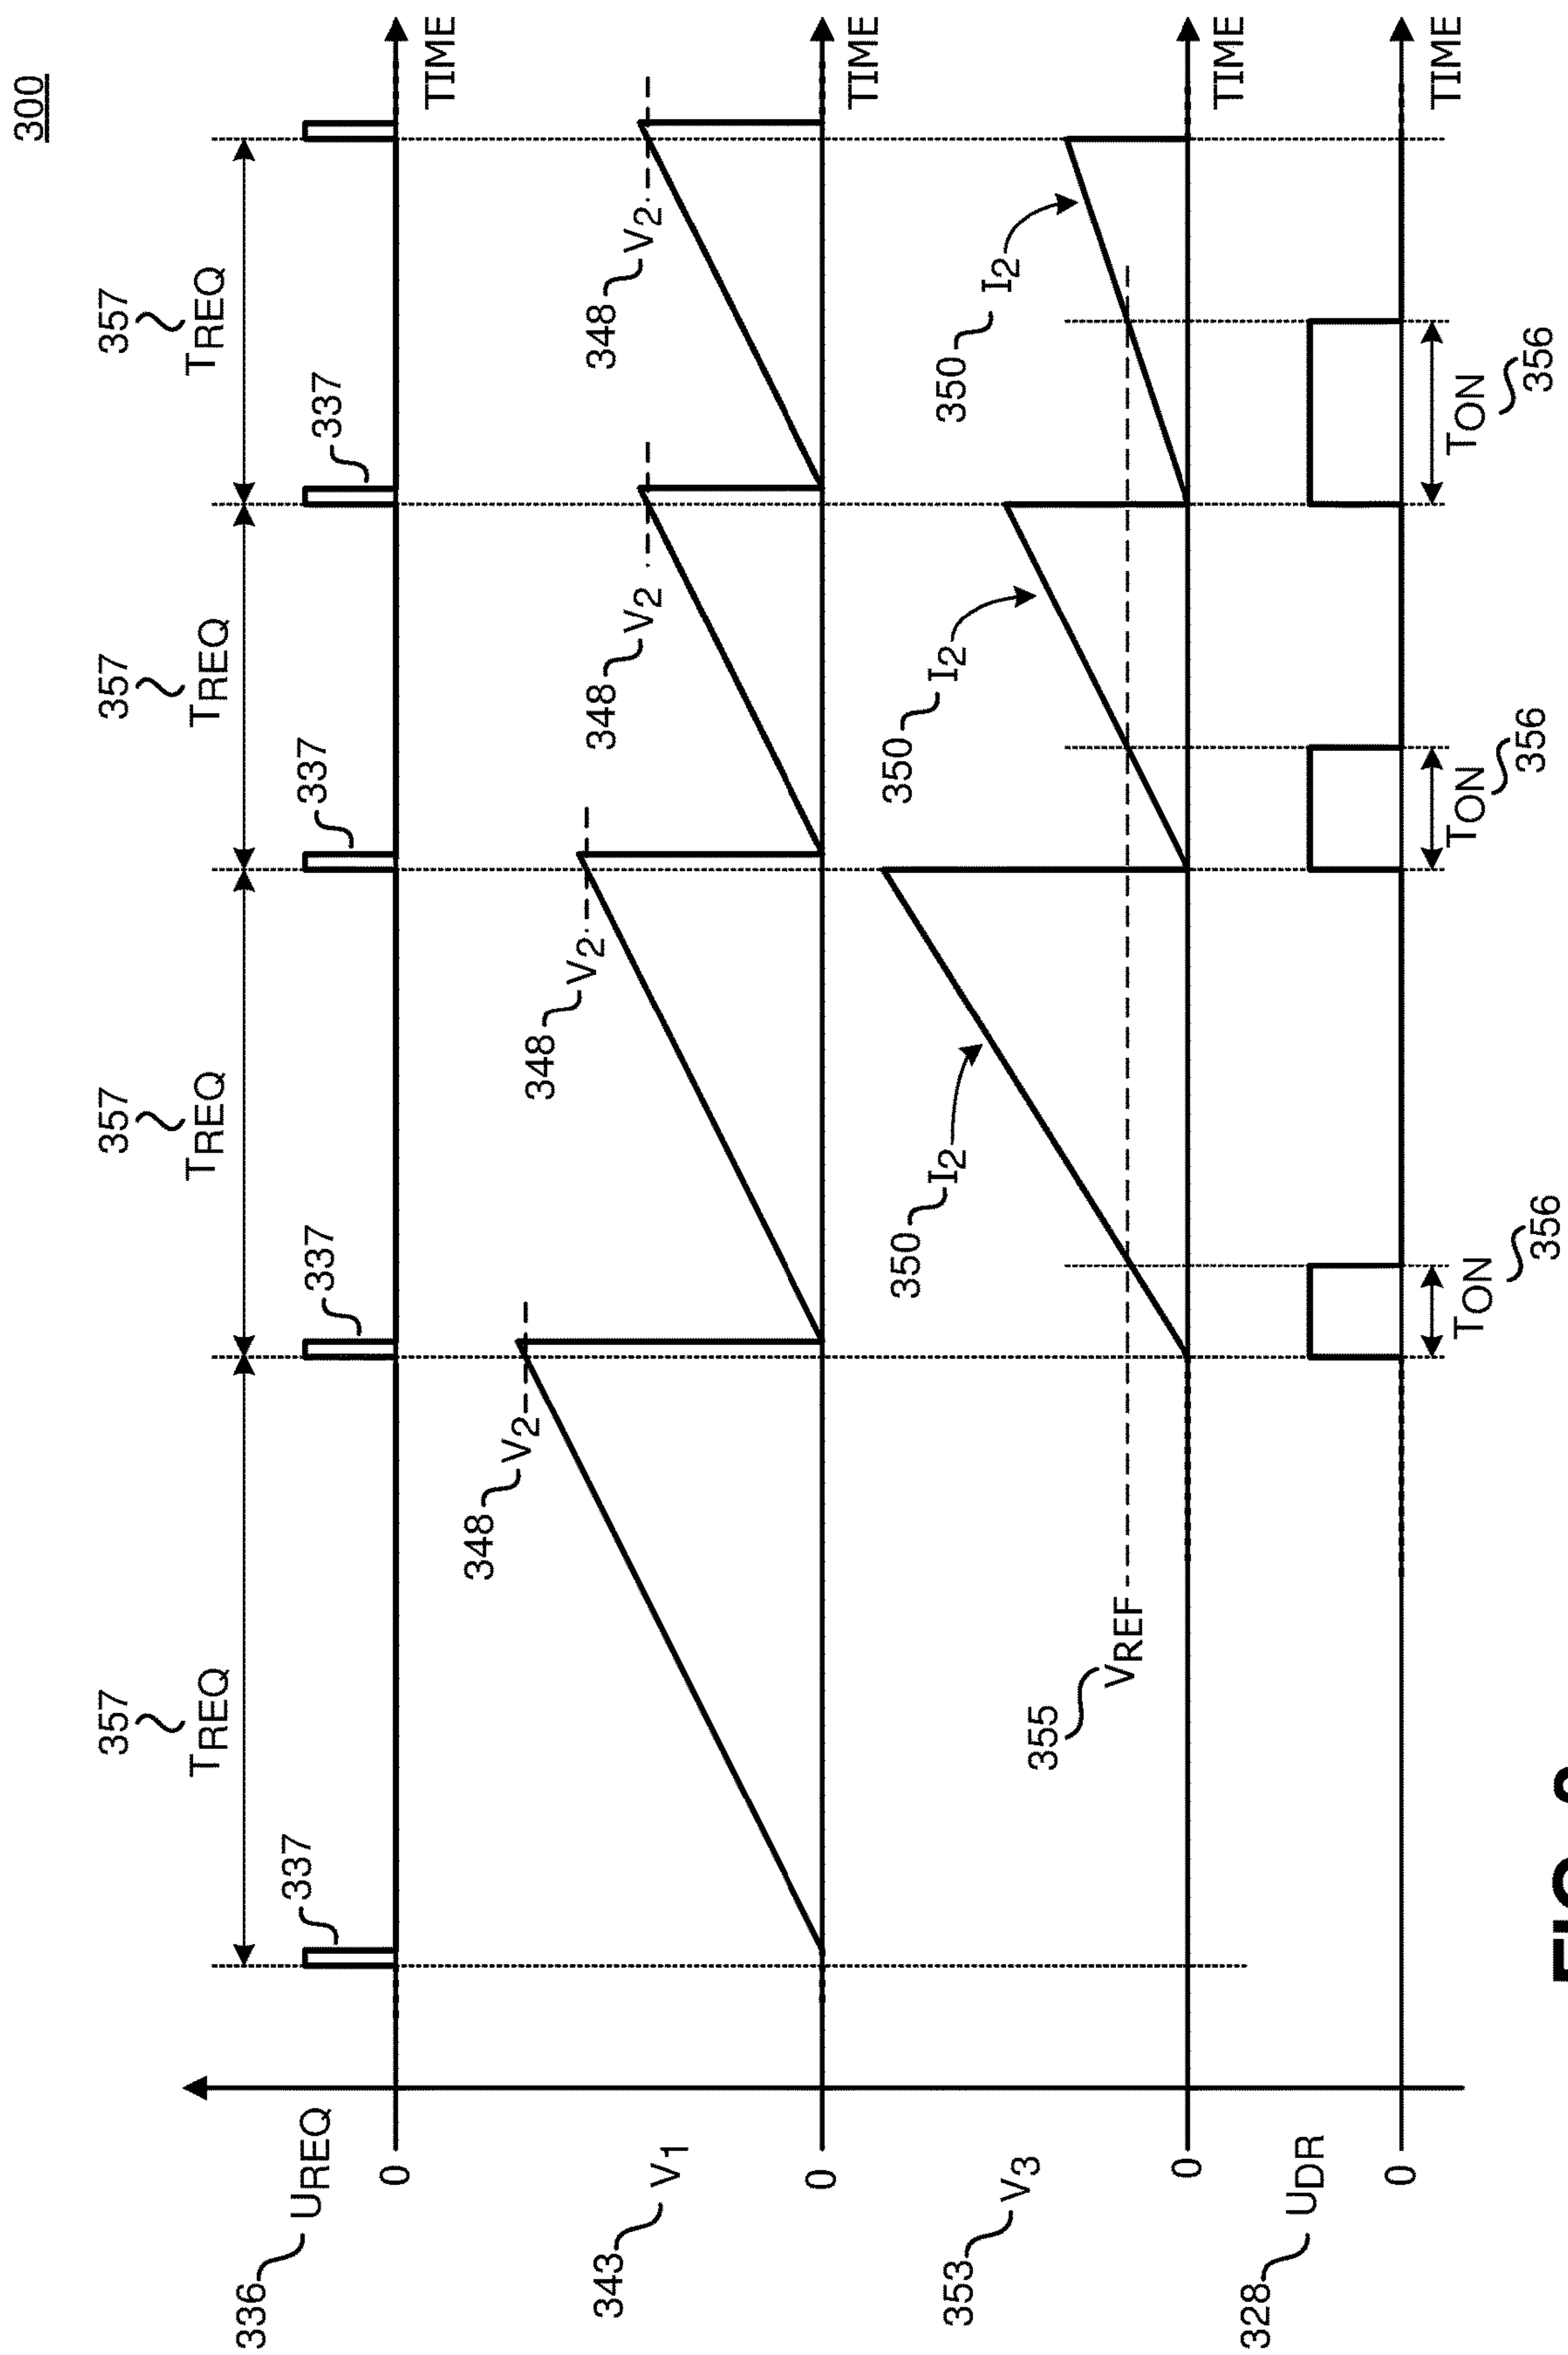 300
357 357 357 357
TREQ TREQ TREQ TREQ
337 337 337 337
336 UREQ
0
TIME
348 V2 348 V2 348 V2 348 V2
343 V1
0
TIME
350 I2 350 I2 350 I2
355 VREF
353 V3
0
TIME
328 UDR
0
TIME
TON TON TON
356 356 356